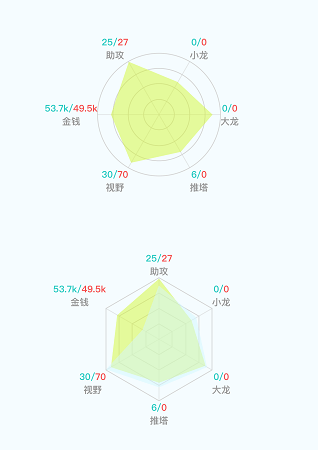 25/27 0/0
助攻 小龙
53.7k/49.5k 0/0
金钱 大龙
30/70 6/0
视野 推塔
25/27
助攻
53.7k/49.5k 0/0
金钱 小龙
30/70 0/0
视野 大龙
6/0
推塔